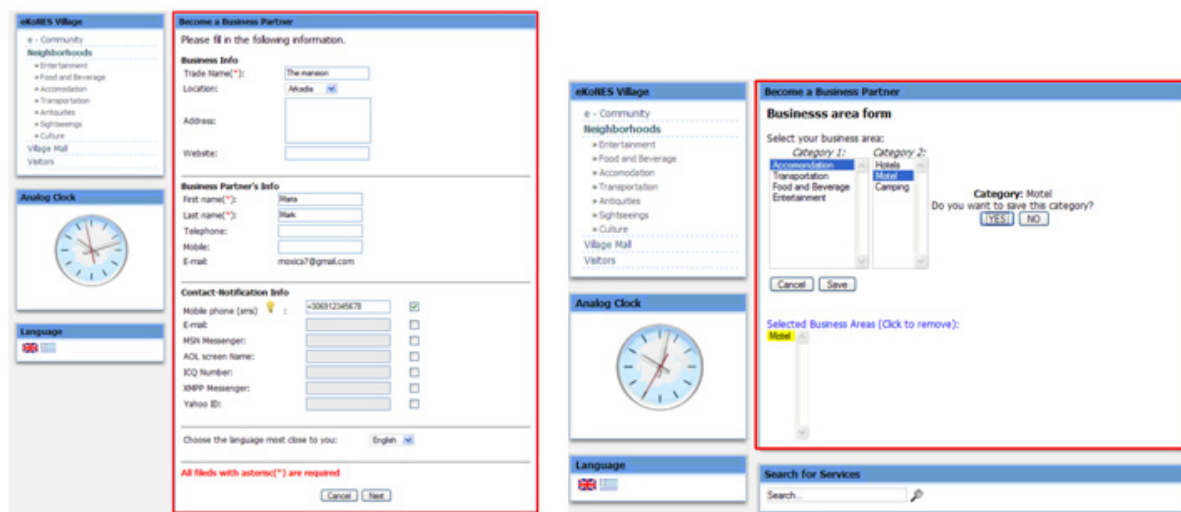 eKoNES Village
e - Community
Neighborhoods
» Entertainment
» Food and Beverage
» Accomodation
» Transportation
» Antiquities
» Sightseeings
» Culture
Village Mall
Visitors
Analog Clock
Language
Become a Business Partner
Please fill in the following information.
Business Info
Trade Name(*): The mansion
Location: Arkadia
Address:
Website:
Business Partner's Info
First name(*): Maria
Last name(*): Mark
Telephone:
Mobile:
E-mail: moxica7@gmail.com
Contact-Notification Info
Mobile phone (sms) : +306912345678
E-mail:
MSN Messenger:
AOL screen Name:
ICQ Number:
XMPP Messenger:
Yahoo ID:
Choose the language most close to you: English
All fileds with asterisc(*) are required
Cancel Next
eKoNES Village
e - Community
Neighborhoods
» Entertainment
» Food and Beverage
» Accomodation
» Transportation
» Antiquities
» Sightseeings
» Culture
Village Mall
Visitors
Analog Clock
Language
Become a Business Partner
Businesss area form
Select your business area:
Category 1: Category 2:
Accomondation Hotels
Transportation Motel
Food and Beverage Camping
Entertainment
Category: Motel
Do you want to save this category?
YES NO
Cancel Save
Selected Business Areas (Click to remove):
Motel
Search for Services
Search...